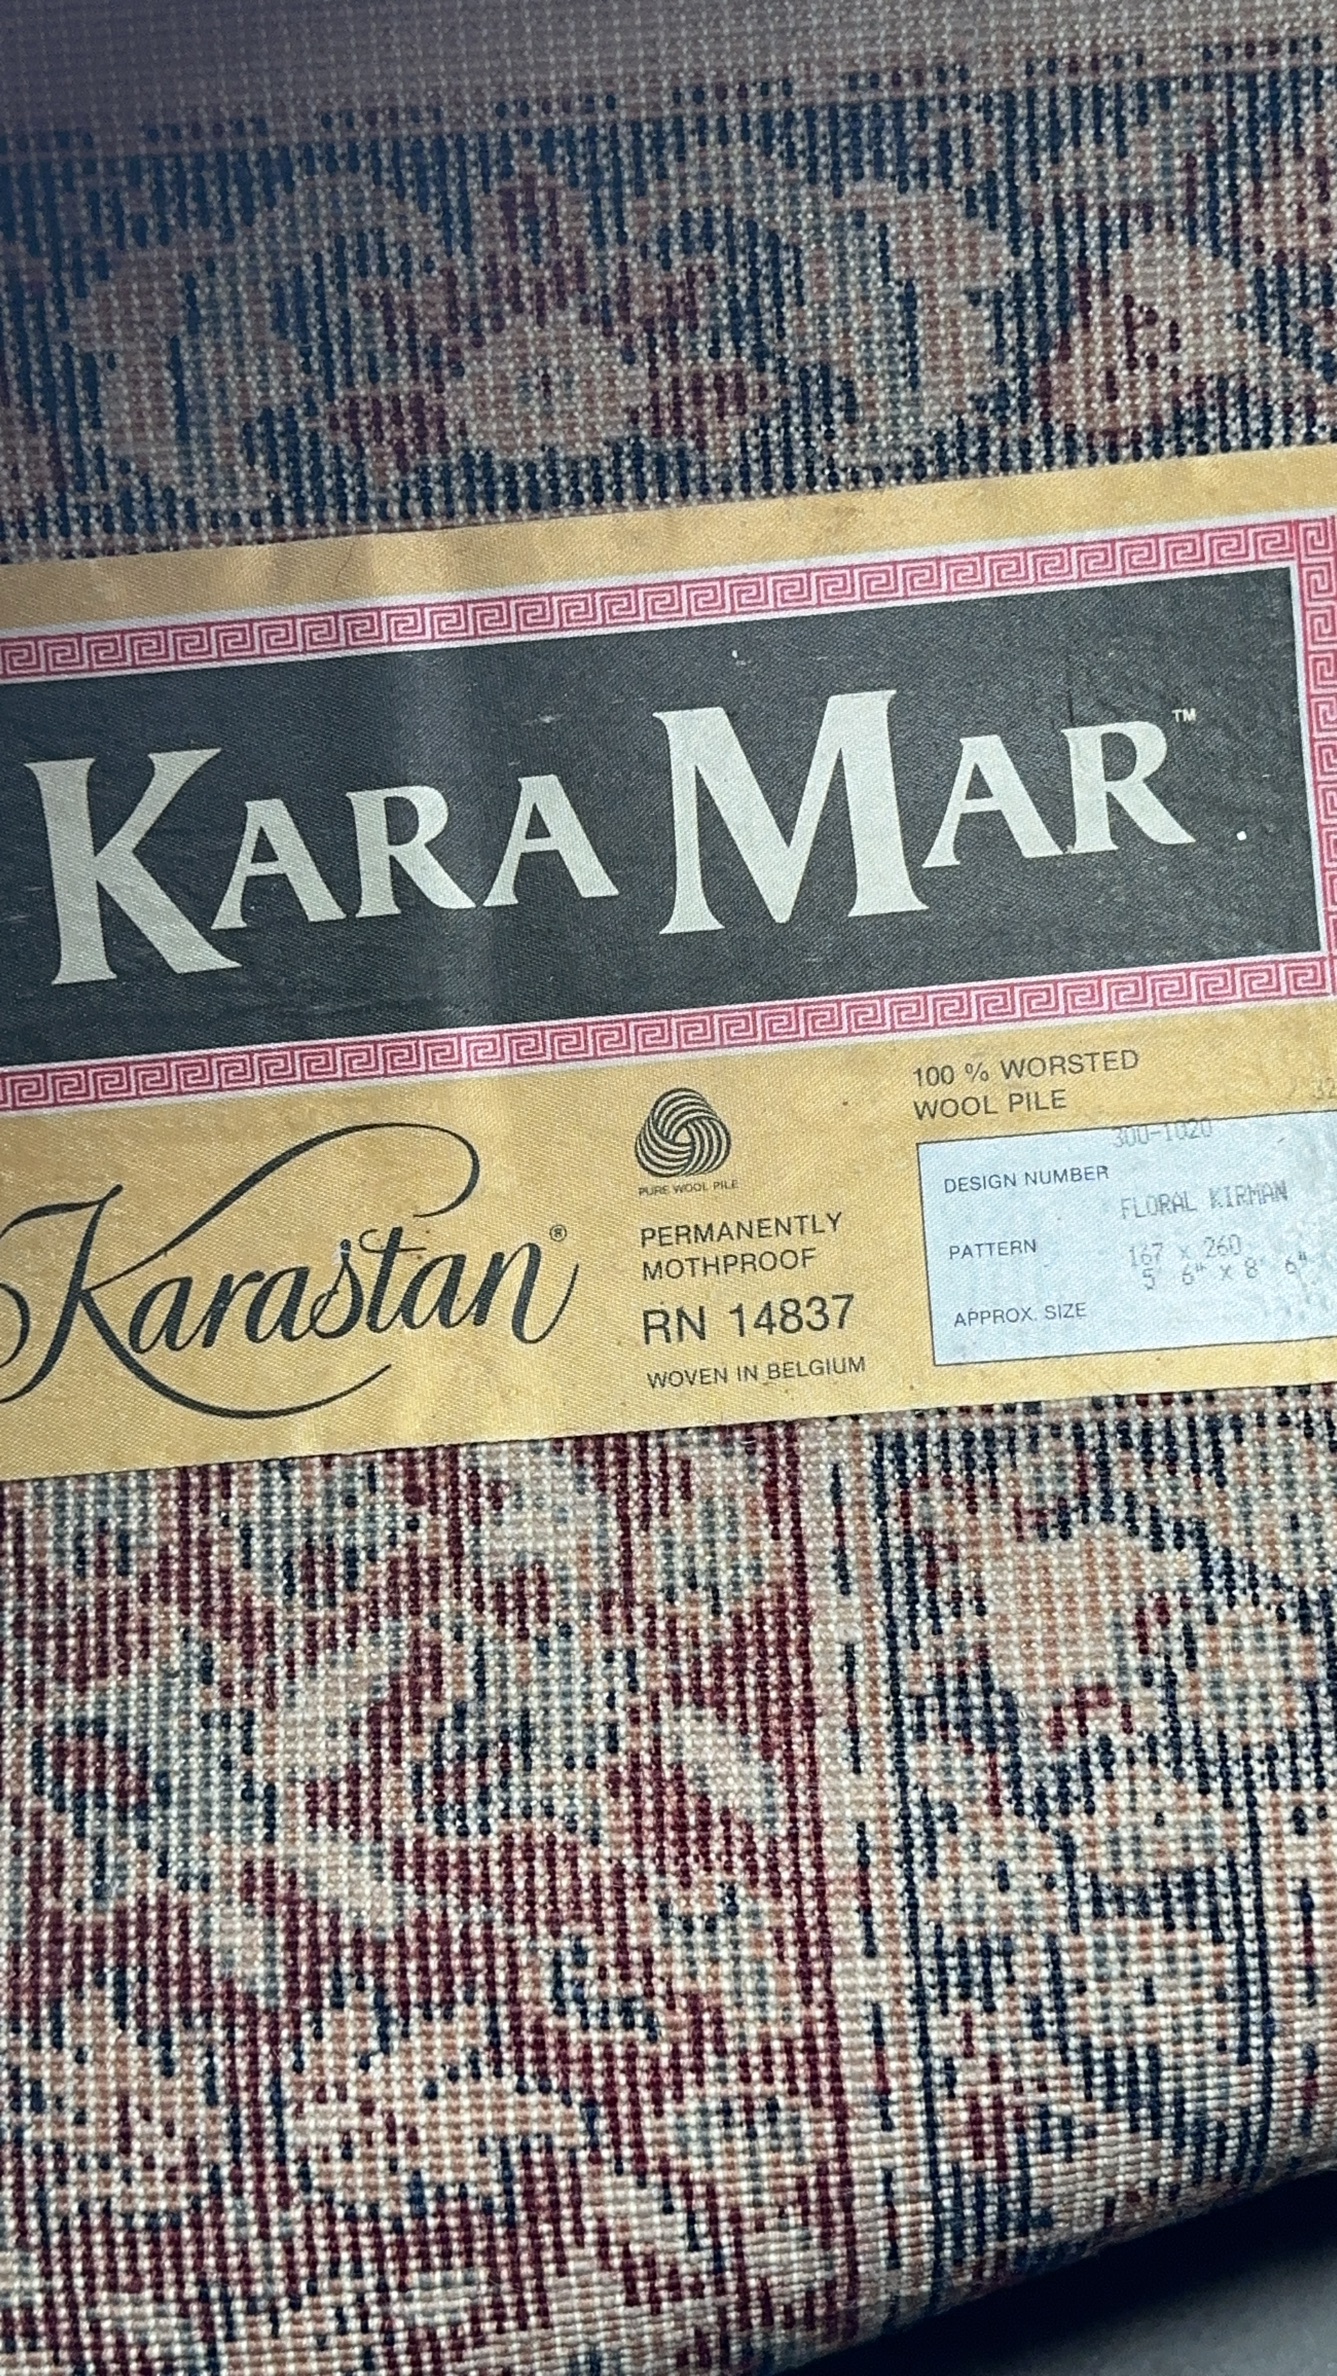 KARA MAR™
Karastan®
PURE WOOL PILE
PERMANENTLY
MOTHPROOF
RN 14837
WOVEN IN BELGIUM
100 % WORSTED
WOOL PILE
32
300-1020
DESIGN NUMBER
FLORAL KIRMAN
PATTERN
167 x 260
5' 6" x 8' 6"
APPROX. SIZE